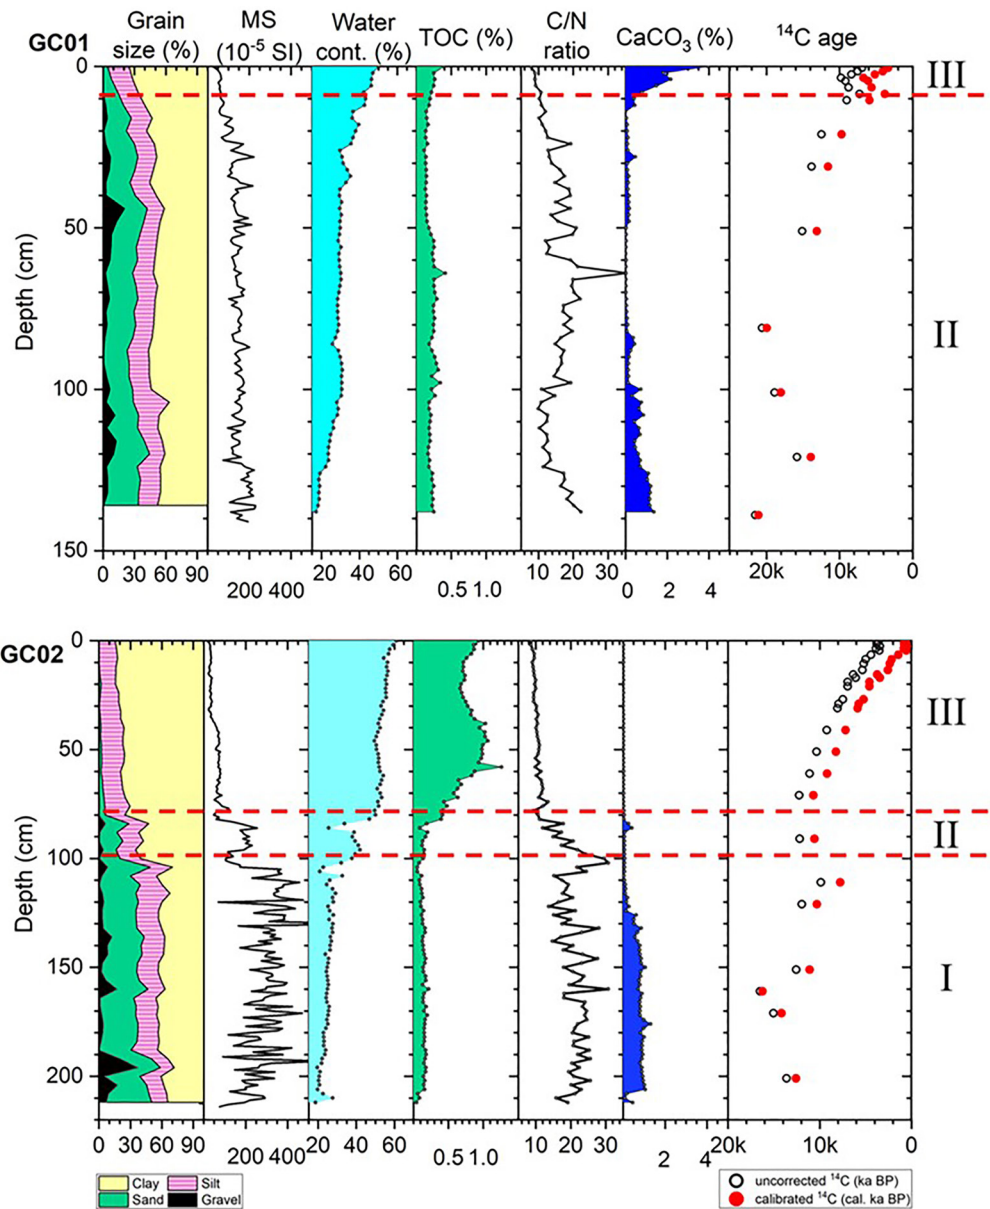 GC01
Grain
size (%)
MS
(10-5 SI)
Water
cont. (%)
TOC (%)
C/N
ratio
CaCO3 (%)
14C age
0
50
100
150
Depth (cm)
III
II
0 30 60 90
200 400
20 40 60
0.5 1.0
10 20 30
0 2 4
20k 10k 0
GC02
0
50
100
150
200
Depth (cm)
III
II
I
0 30 60 90
200 400
20 40 60
0.5 1.0
10 20 30
2 4
20k 10k 0
Clay Silt
Sand Gravel
uncorrected 14C (ka BP)
calibrated 14C (cal. ka BP)